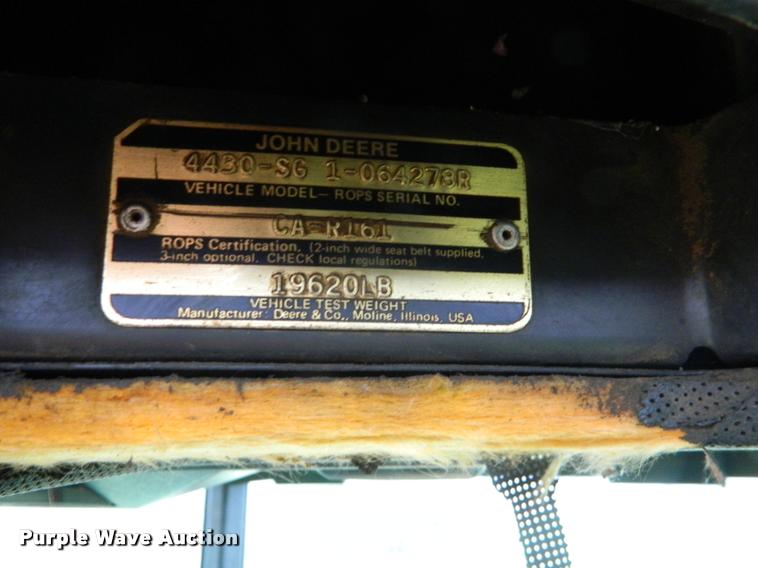 JOHN DEERE
4430-SG 1-064273R
VEHICLE MODEL— ROPS SERIAL NO.
CA-R161
ROPS Certification. (2-inch wide seat belt supplied,
3-inch optional. CHECK local regulations)
19620LB
VEHICLE TEST WEIGHT
Manufacturer: Deere & Co., Moline, Illinois, USA
Purple Wave Auction